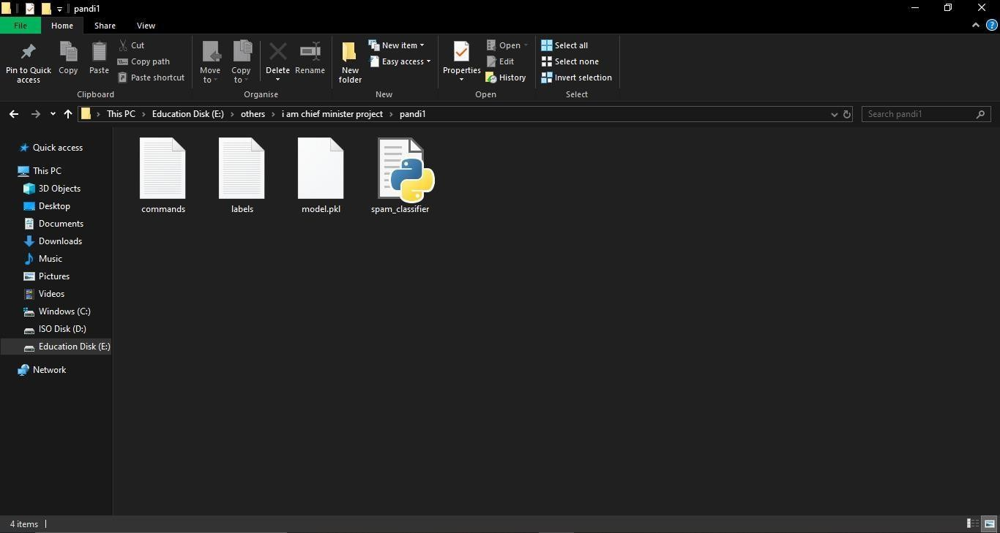 pandi1
File Home Share View
Pin to Quick access
Copy
Paste
Cut
Copy path
Paste shortcut
Clipboard
Move to
Copy to
Delete
Rename
Organise
New folder
New item
Easy access
New
Properties
Open
Edit
History
Open
Select all
Select none
Invert selection
Select
This PC › Education Disk (E:) › others › i am chief minister project › pandi1
Search pandi1
Quick access
This PC
3D Objects
Desktop
Documents
Downloads
Music
Pictures
Videos
Windows (C:)
ISO Disk (D:)
Education Disk (E:)
Network
commands labels model.pkl spam_classifier
4 items